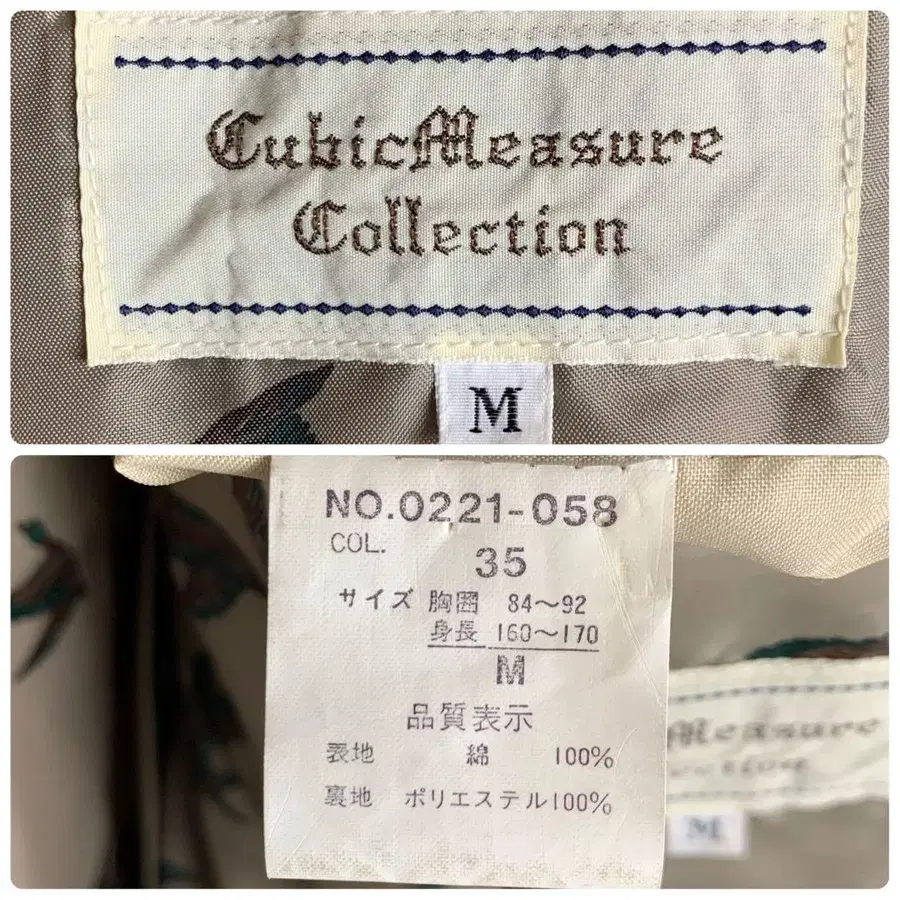 CubicMeasure
Collection
M
NO.0221-058
COL. 35
サイズ 胸囲 84〜92
身長 160〜170
M
品質表示
表地 綿 100%
裏地 ポリエステル100%
Measure
M